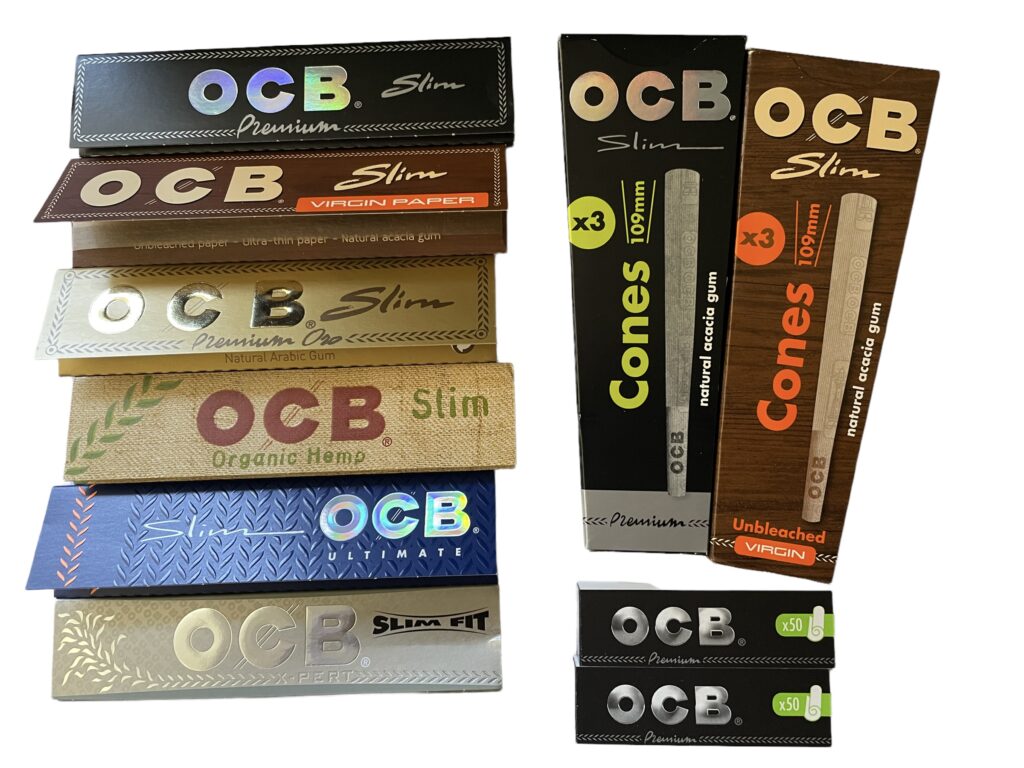 OCB® Slim
Premium
OCB® Slim
VIRGIN PAPER
Unbleached paper - Ultra-thin paper - Natural acacia gum
OCB® Slim
Premium Oro
Natural Arabic Gum
OCB® Slim
Organic Hemp
Slim OCB®
ULTIMATE
OCB® SLIM FIT
X-PERT
OCB®
Slim
x3
109mm
Cones
natural acacia gum
OCB
Premium
OCB®
Slim
x3
109mm
Cones
natural acacia gum
OCB
Unbleached
VIRGIN
OCB® x50
Premium
OCB® x50
Premium